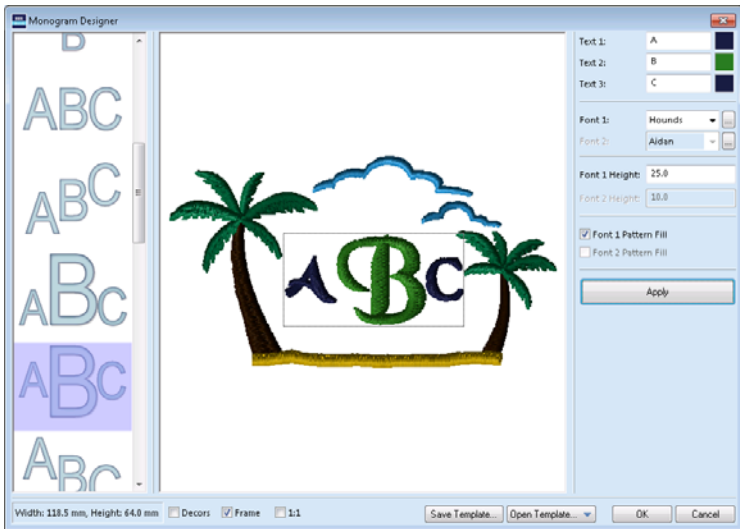 Monogram Designer
B
ABC
ABC
ABC
ABC
ABC
A B C
Text 1: A
Text 2: B
Text 3: C
Font 1: Hounds ...
Font 2: Aidan ...
Font 1 Height: 25.0
Font 2 Height: 10.0
Font 1 Pattern Fill
Font 2 Pattern Fill
Apply
Width: 118.5 mm, Height: 64.0 mm Decors Frame 1:1 Save Template... Open Template... OK Cancel